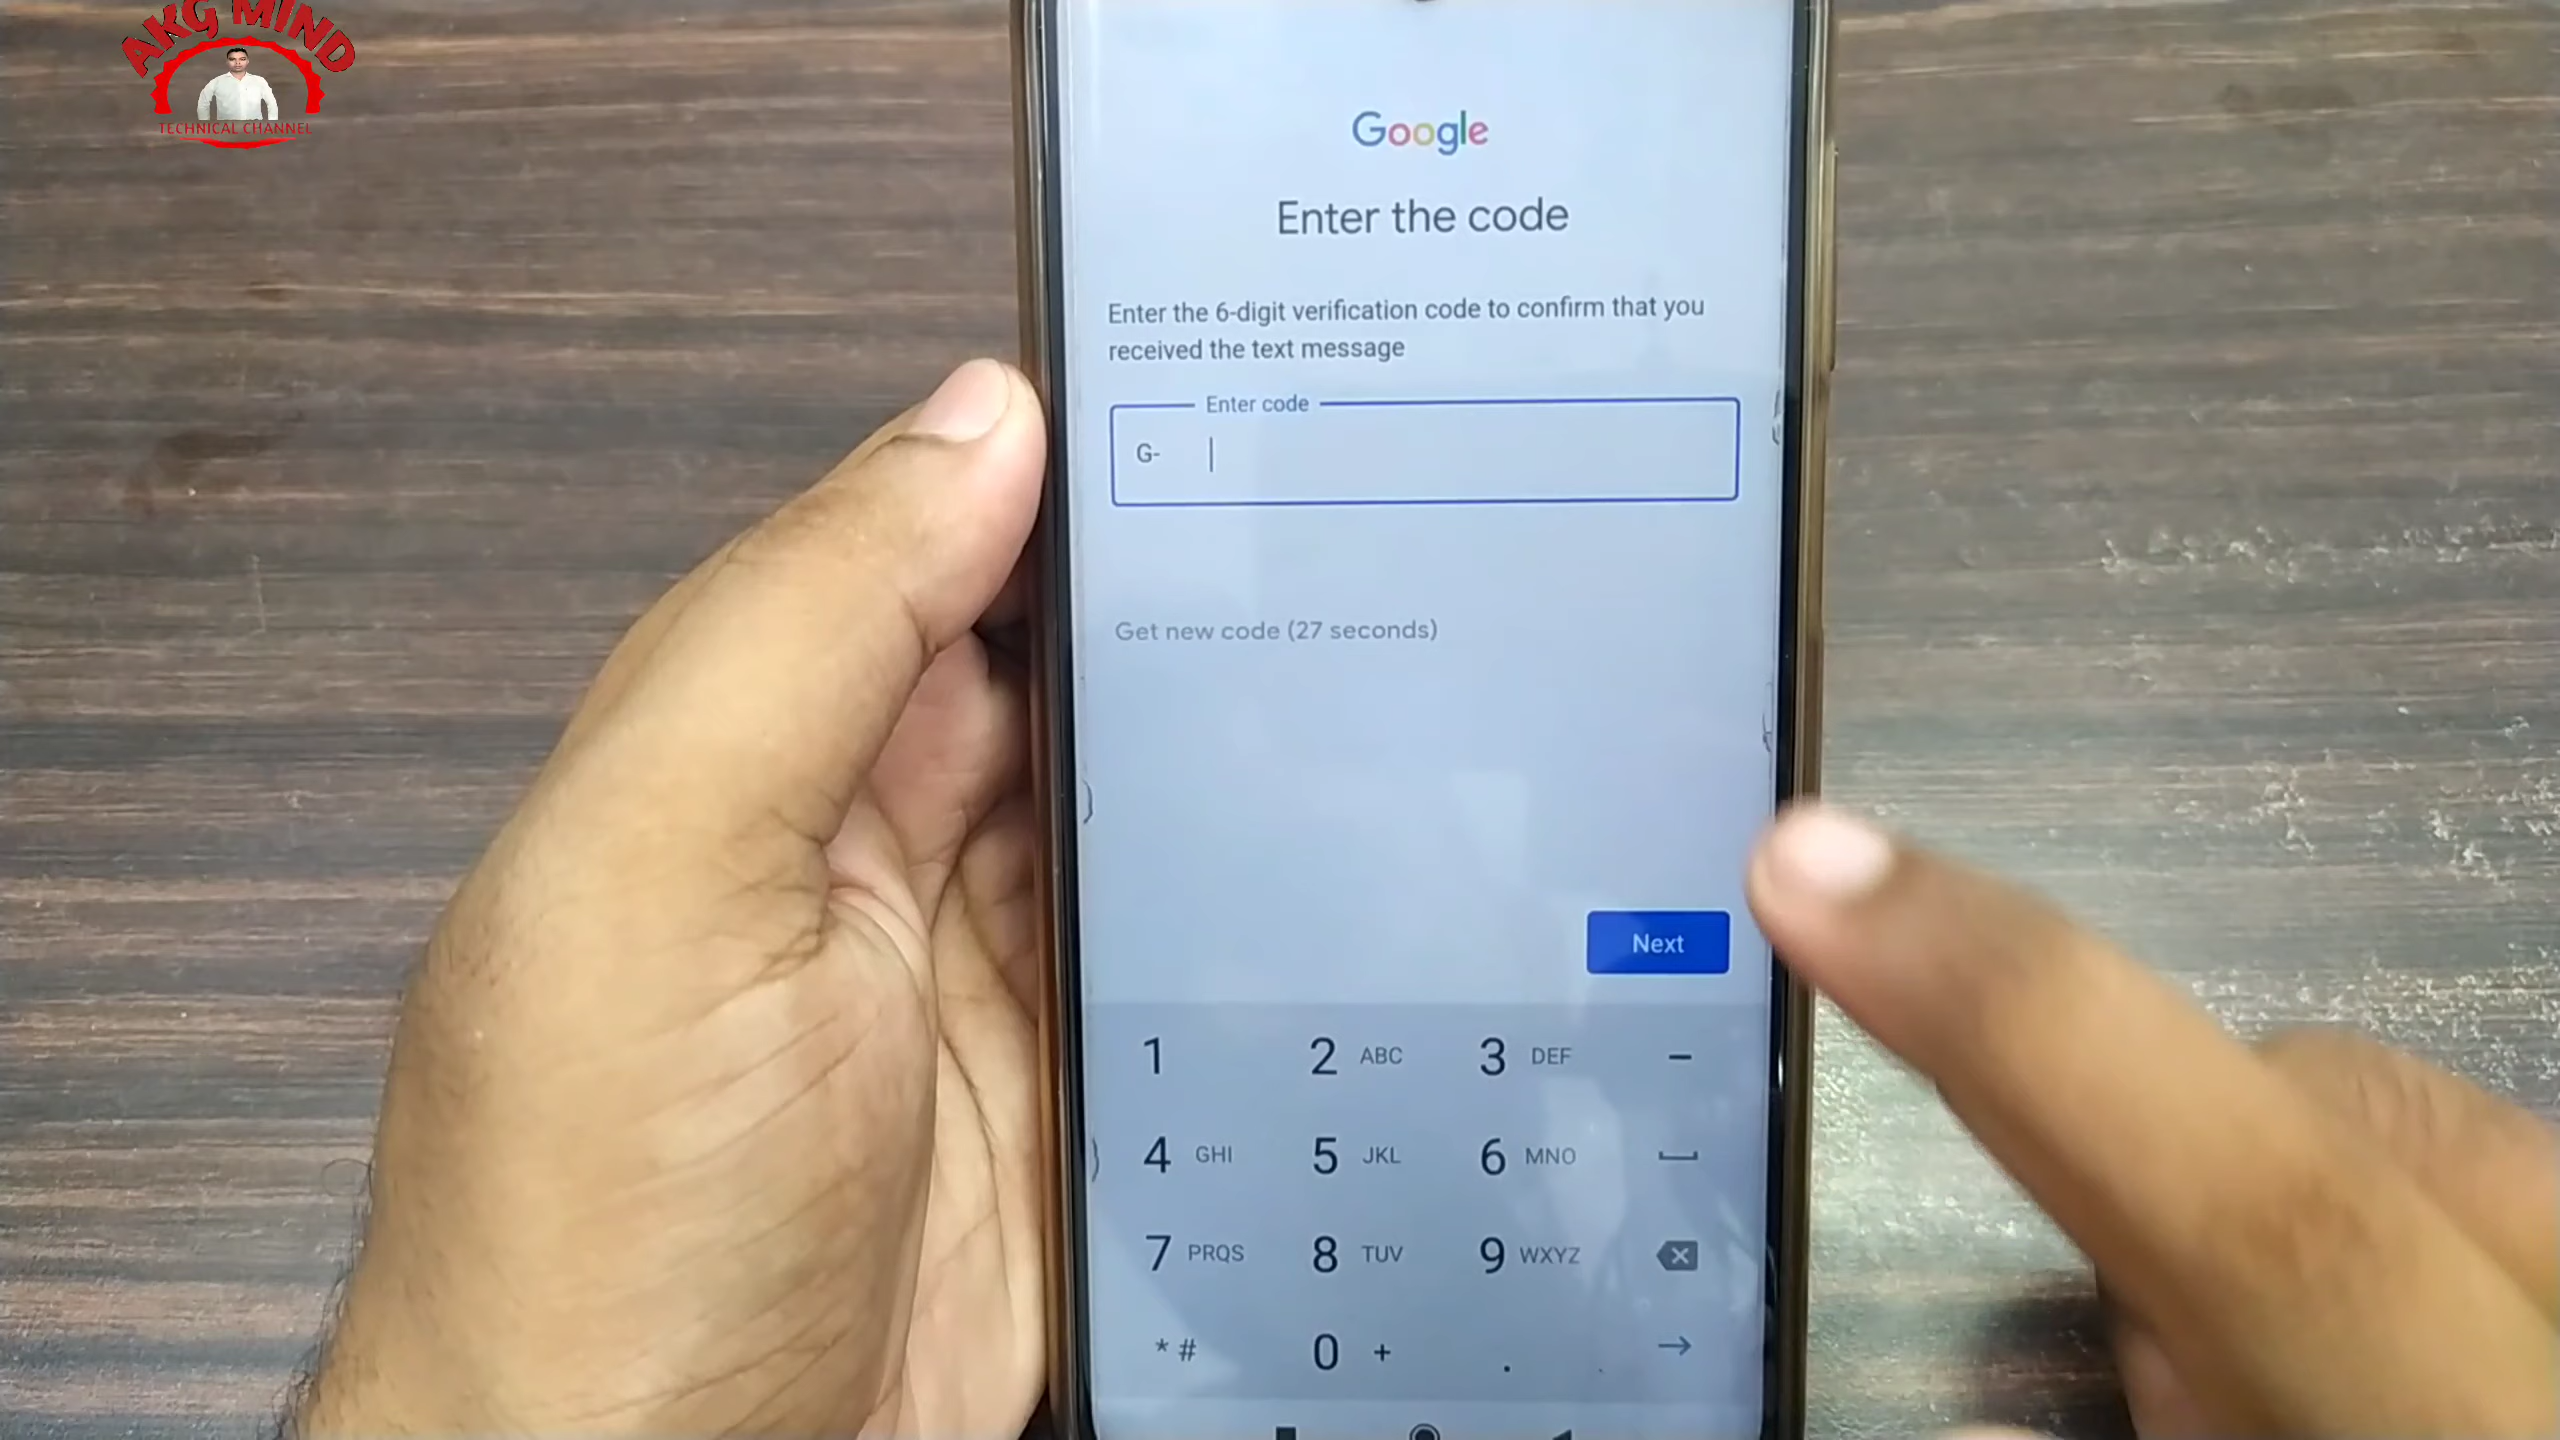 AKG MIND
TECHNICAL CHANNEL
Google
Enter the code
Enter the 6-digit verification code to confirm that you
received the text message
Enter code
G-
Get new code (27 seconds)
Next
1 2 ABC 3 DEF –
4 GHI 5 JKL 6 MNO
7 PRQS 8 TUV 9 WXYZ
* # 0 + .